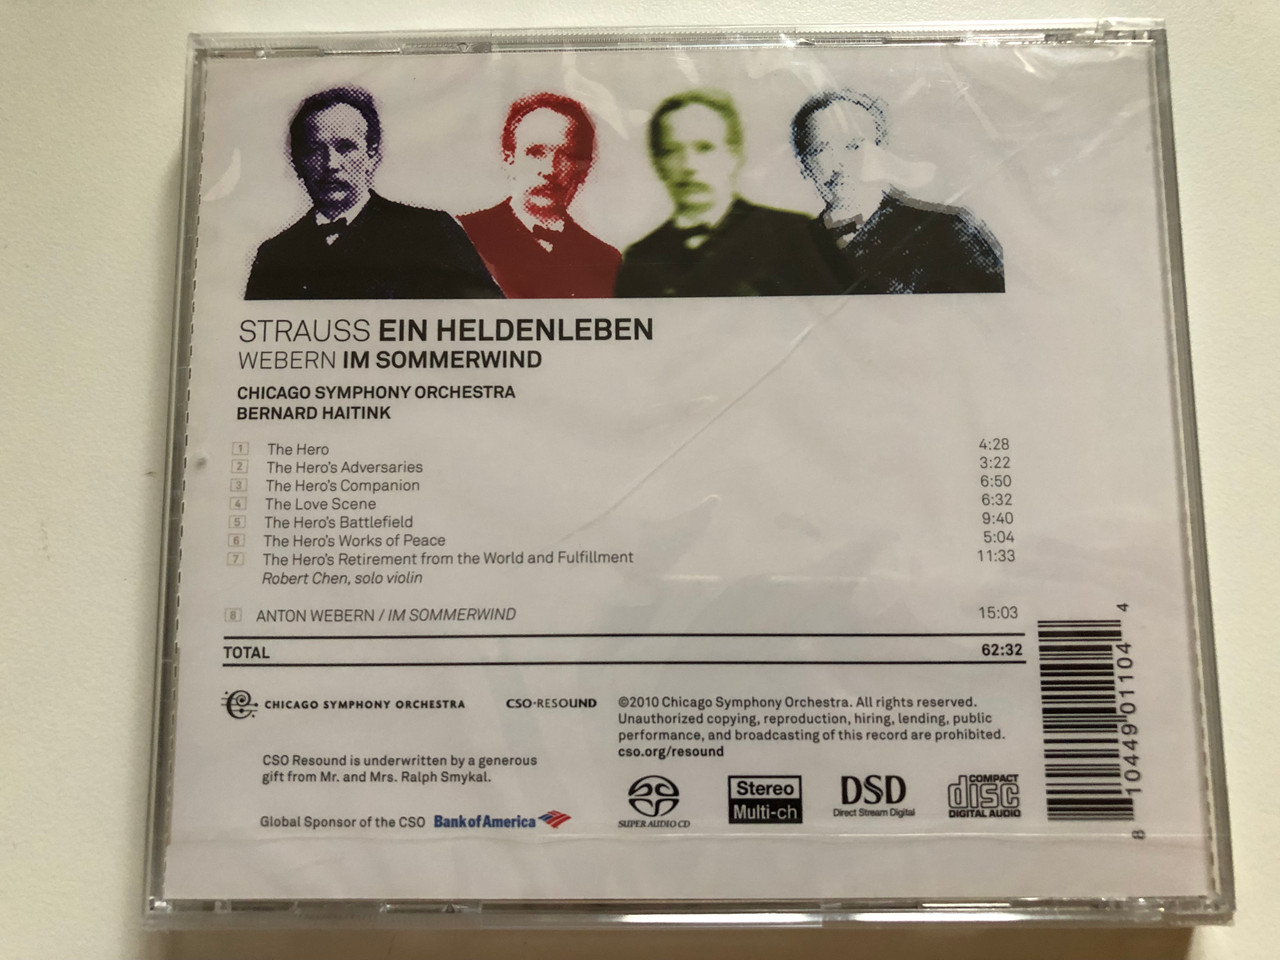 STRAUSS EIN HELDENLEBEN
WEBERN IM SOMMERWIND
CHICAGO SYMPHONY ORCHESTRA
BERNARD HAITINK
1 The Hero 4:28
2 The Hero's Adversaries 3:22
3 The Hero's Companion 6:50
4 The Love Scene 6:32
5 The Hero's Battlefield 9:40
6 The Hero's Works of Peace 5:04
7 The Hero's Retirement from the World and Fulfillment 11:33
Robert Chen, solo violin
8 ANTON WEBERN / IM SOMMERWIND 15:03
TOTAL 62:32
CHICAGO SYMPHONY ORCHESTRA
CSO·RESOUND
©2010 Chicago Symphony Orchestra. All rights reserved.
Unauthorized copying, reproduction, hiring, lending, public
performance, and broadcasting of this record are prohibited.
cso.org/resound
CSO Resound is underwritten by a generous
gift from Mr. and Mrs. Ralph Smykal.
Global Sponsor of the CSO Bank of America
SUPER AUDIO CD
Stereo
Multi-ch
DSD
Direct Stream Digital
COMPACT
disc
DIGITAL AUDIO
8 10449 01104 4